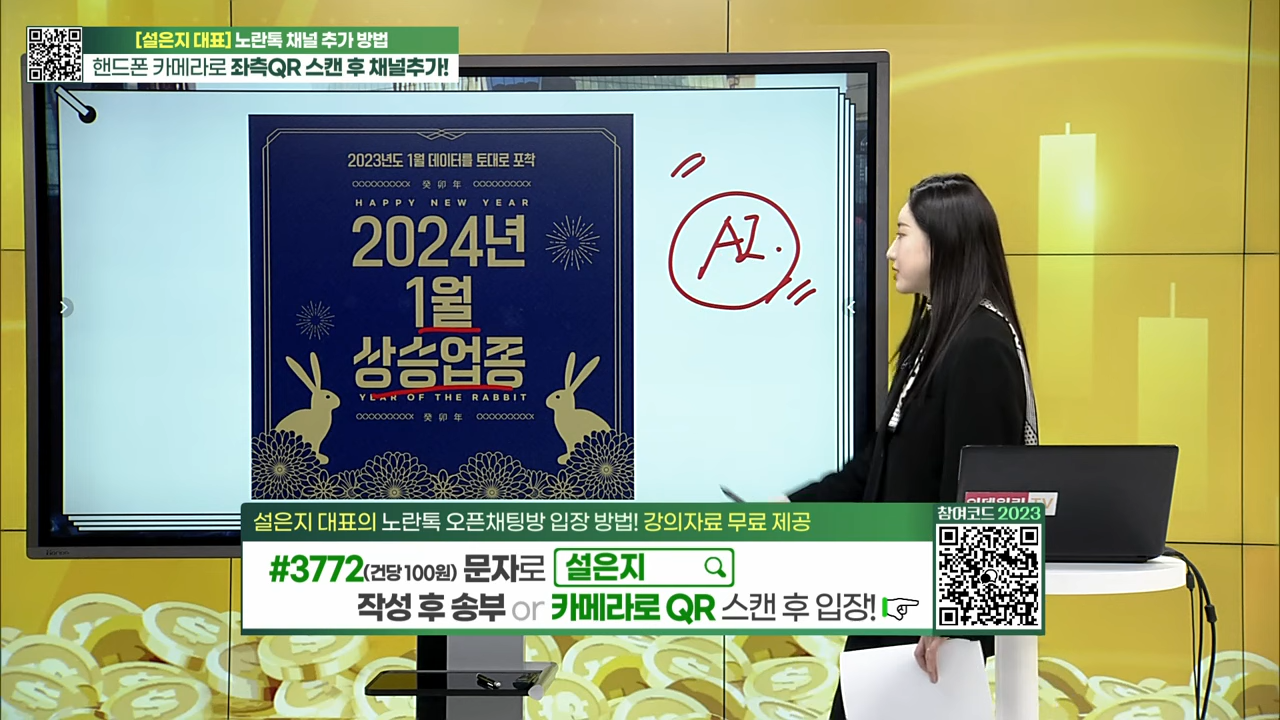 [설은지 대표] 노란톡 채널 추가 방법
핸드폰 카메라로 좌측QR 스캔 후 채널추가!
2023년도 1월 데이터를 토대로 포착
癸卯年
HAPPY NEW YEAR
2024년
1월
상승업종
YEAR OF THE RABBIT
癸卯年
AI.
이데일리 TV
설은지 대표의 노란톡 오픈채팅방 입장 방법! 강의자료 무료 제공
참여코드 2023
#3772(건당 100원) 문자로 설은지
작성 후 송부 or 카메라로 QR 스캔 후 입장!